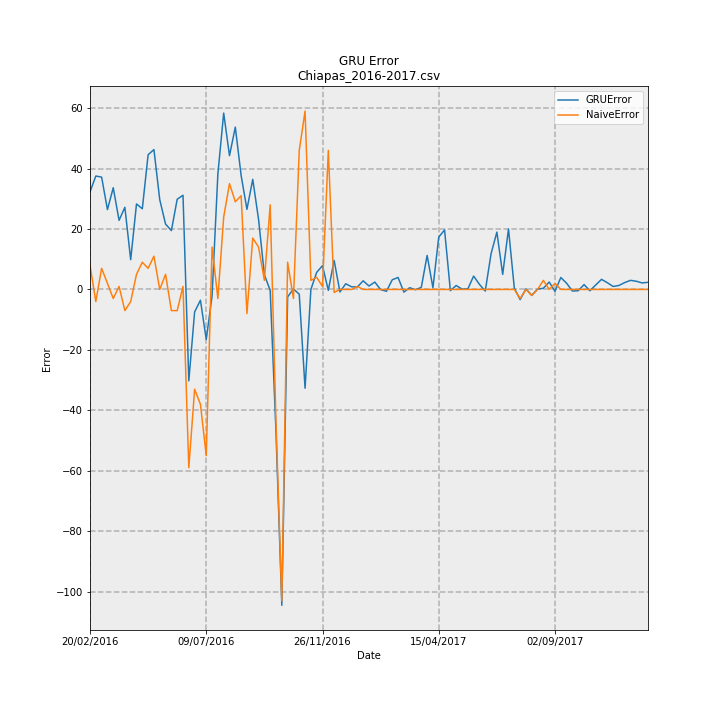 GRU Error
Chiapas_2016-2017.csv
GRUError
NaiveError
60
40
20
0
−20
−40
−60
−80
−100
Error
20/02/2016
09/07/2016
26/11/2016
15/04/2017
02/09/2017
Date